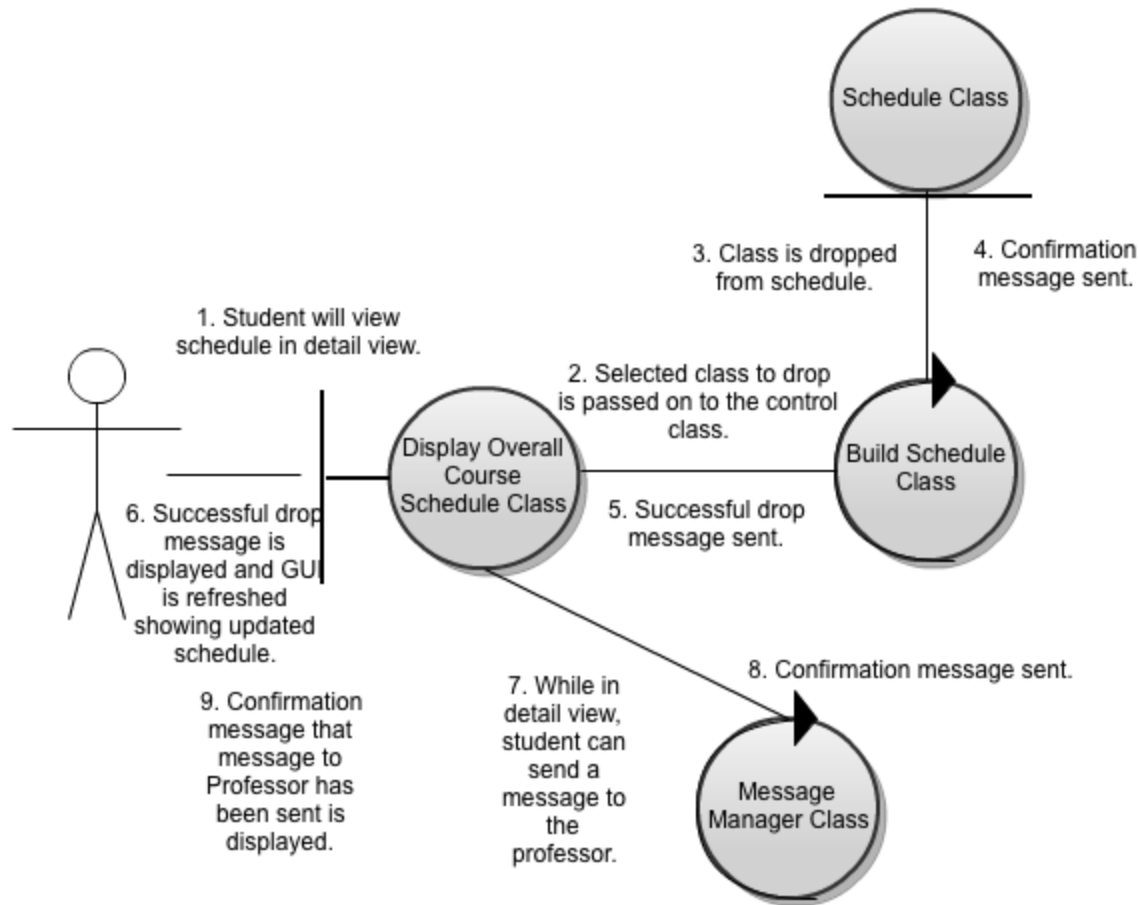 Schedule Class
3. Class is dropped
from schedule.
4. Confirmation
message sent.
1. Student will view
schedule in detail view.
2. Selected class to drop
is passed on to the control
class.
Display Overall
Course
Schedule Class
Build Schedule
Class
5. Successful drop
message sent.
6. Successful drop
message is
displayed and GUI
is refreshed
showing updated
schedule.
7. While in
detail view,
student can
send a
message to
the
professor.
8. Confirmation message sent.
9. Confirmation
message that
message to
Professor has
been sent is
displayed.
Message
Manager Class